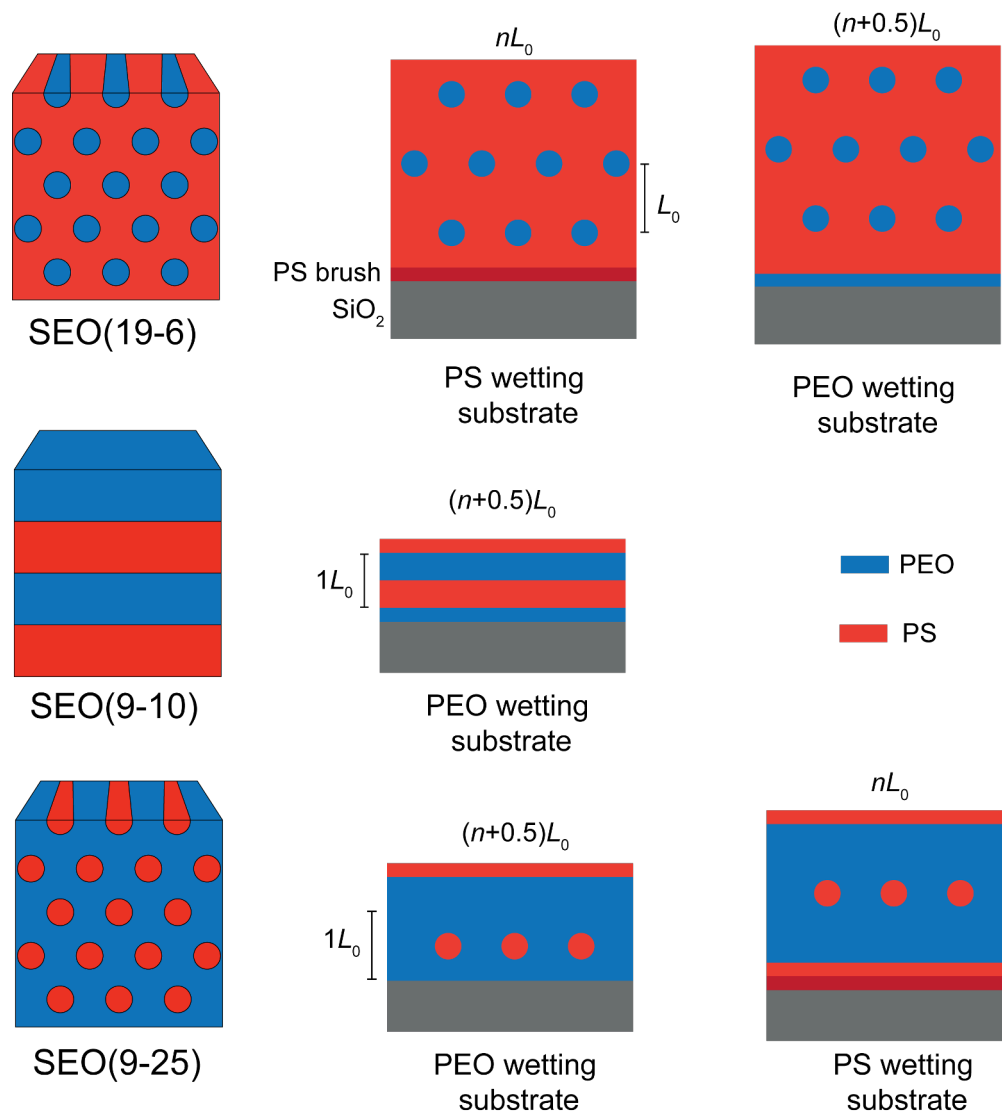 nL₀
(n+0.5)L₀
L₀
PS brush
SiO₂
SEO(19-6)
PS wetting
substrate
PEO wetting
substrate
(n+0.5)L₀
1L₀
PEO
PS
SEO(9-10)
PEO wetting
substrate
nL₀
(n+0.5)L₀
1L₀
SEO(9-25)
PEO wetting
substrate
PS wetting
substrate